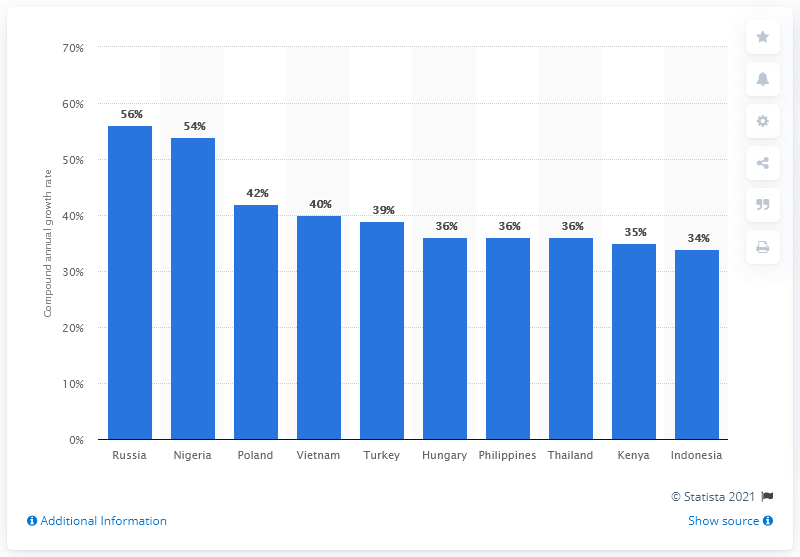 70%
60%
50%
40%
30%
20%
10%
0%
Compound annual growth rate
56%
54%
42%
40%
39%
36%
36%
36%
35%
34%
Russia
Nigeria
Poland
Vietnam
Turkey
Hungary
Philippines
Thailand
Kenya
Indonesia
© Statista 2021
Additional Information
Show source